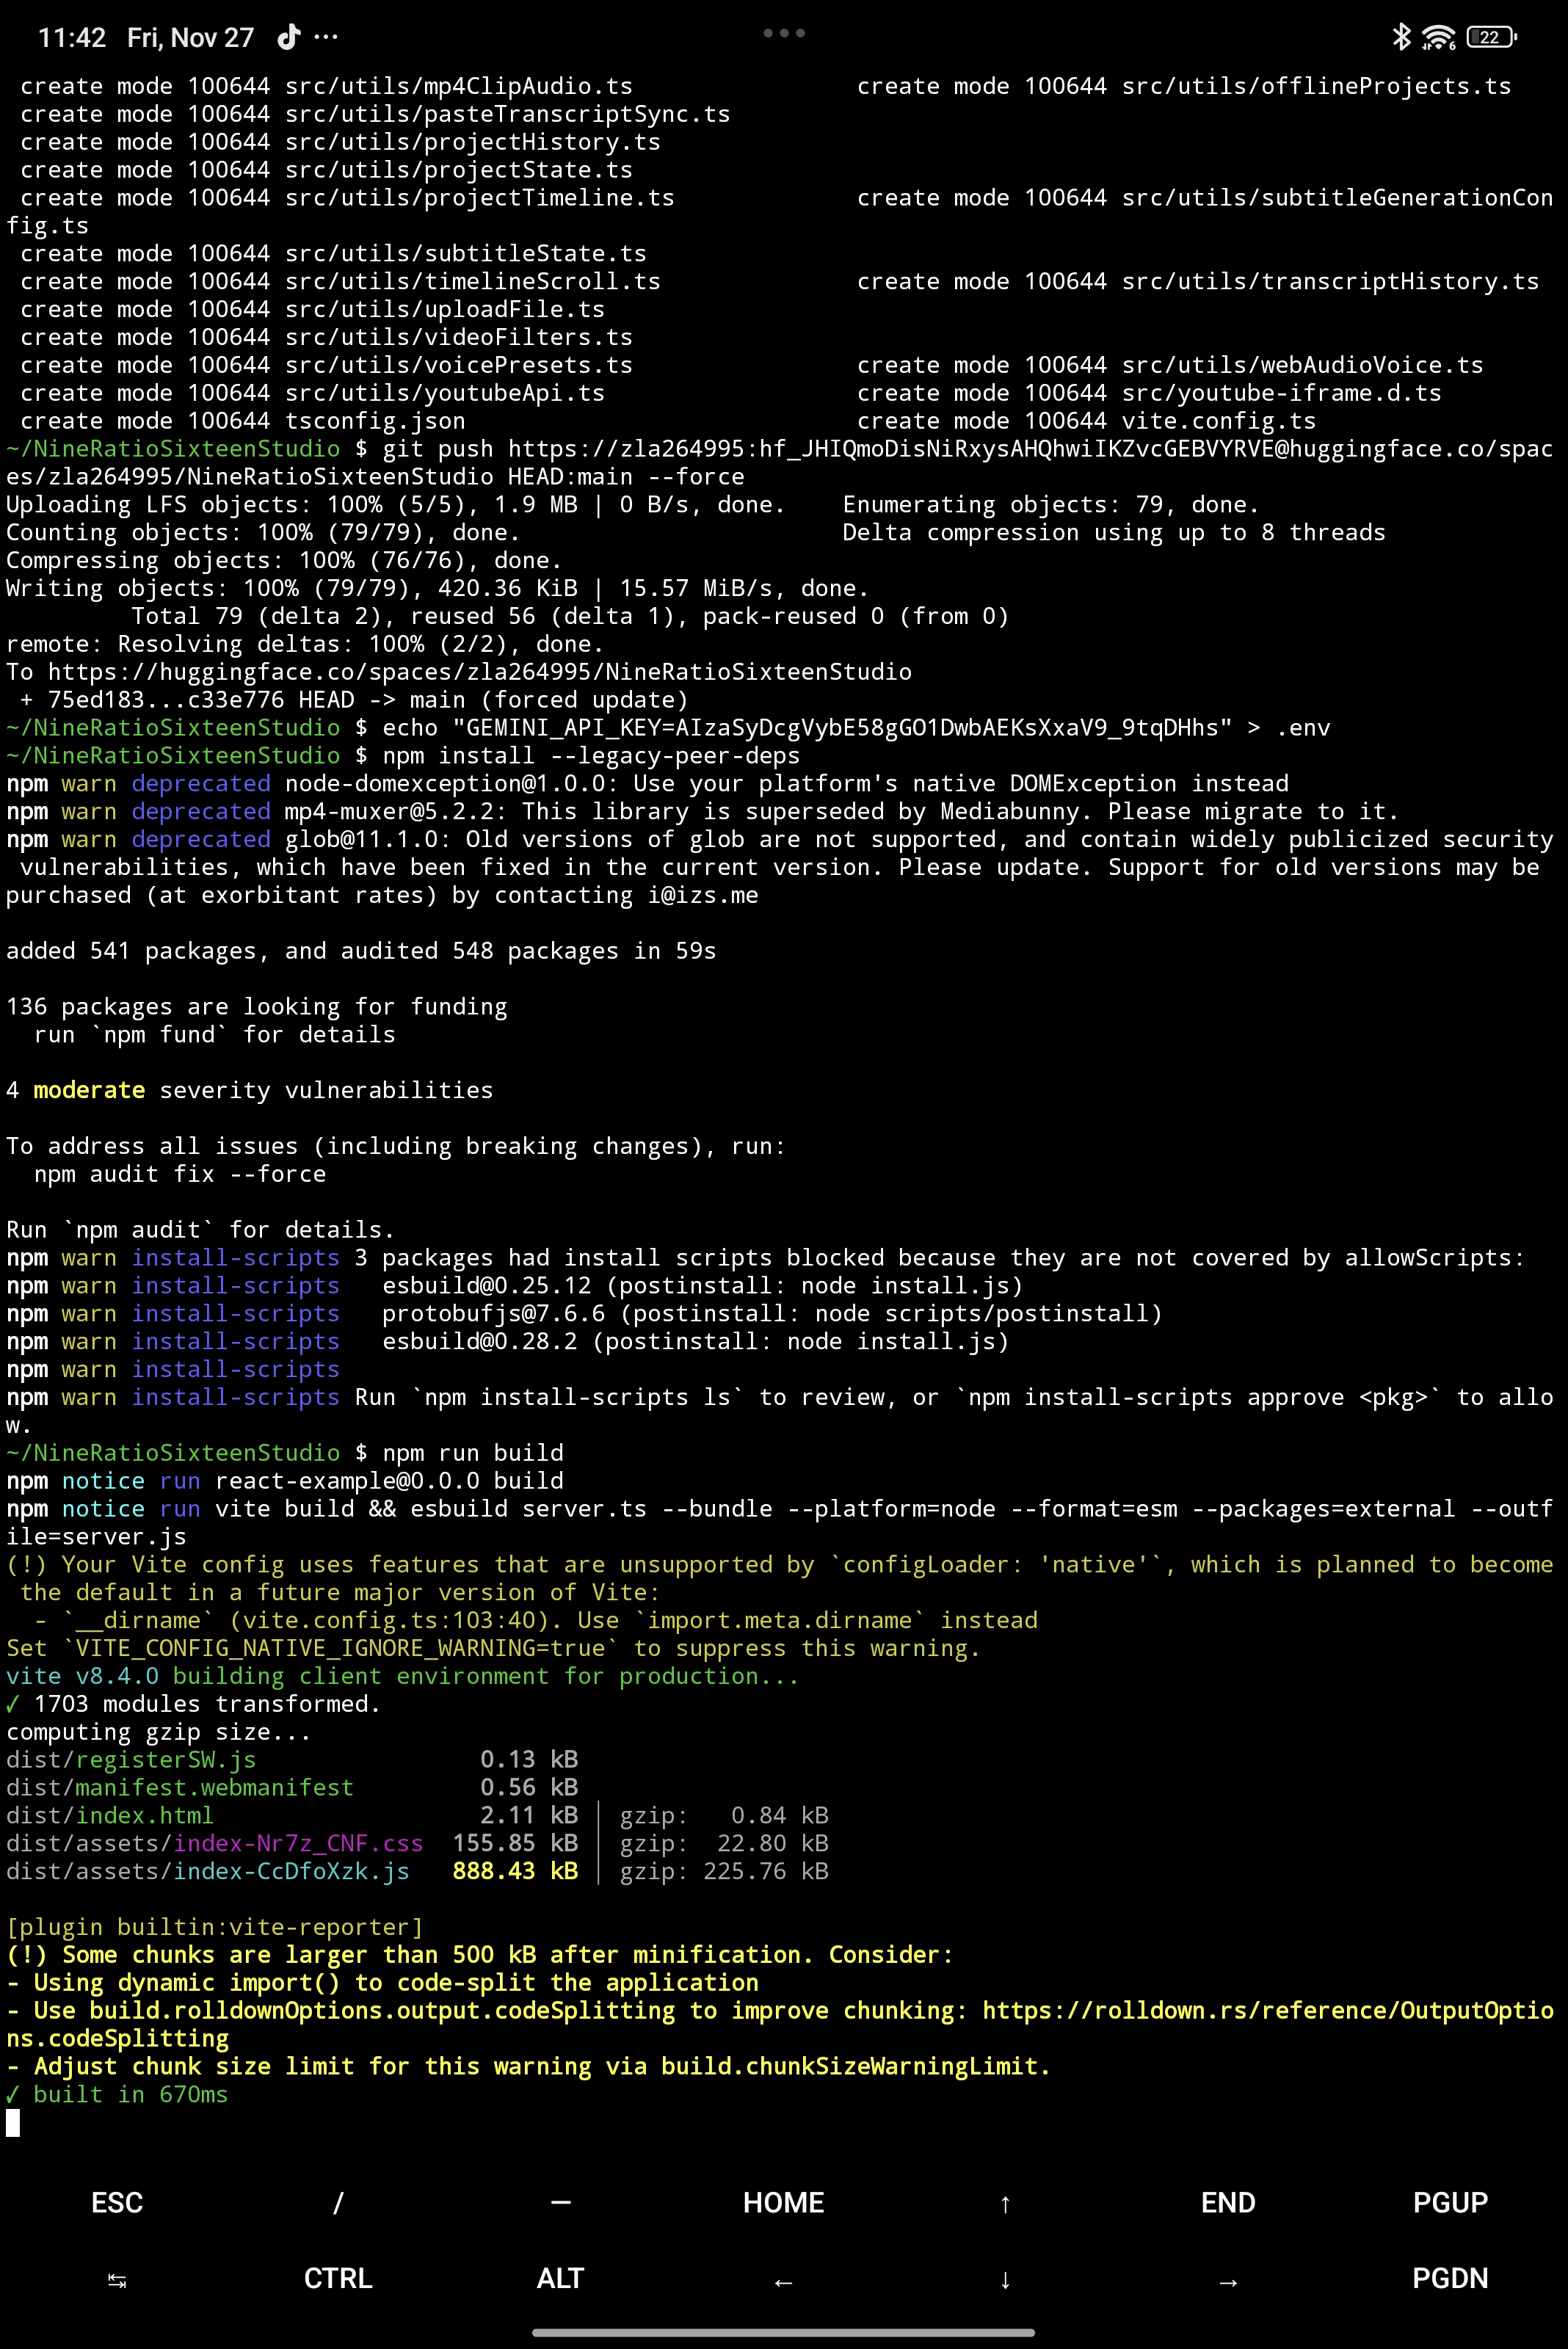 11:42 Fri, Nov 27 ...
22
create mode 100644 src/utils/mp4ClipAudio.ts create mode 100644 src/utils/offlineProjects.ts
create mode 100644 src/utils/pasteTranscriptSync.ts
create mode 100644 src/utils/projectHistory.ts
create mode 100644 src/utils/projectState.ts
create mode 100644 src/utils/projectTimeline.ts create mode 100644 src/utils/subtitleGenerationCon
fig.ts
create mode 100644 src/utils/subtitleState.ts
create mode 100644 src/utils/timelineScroll.ts create mode 100644 src/utils/transcriptHistory.ts
create mode 100644 src/utils/uploadFile.ts
create mode 100644 src/utils/videoFilters.ts
create mode 100644 src/utils/voicePresets.ts create mode 100644 src/utils/webAudioVoice.ts
create mode 100644 src/utils/youtubeApi.ts create mode 100644 src/youtube-iframe.d.ts
create mode 100644 tsconfig.json create mode 100644 vite.config.ts
~/NineRatioSixteenStudio $ git push https://zla264995: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@huggingface.co/spac
es/zla264995/NineRatioSixteenStudio HEAD:main --force
Uploading LFS objects: 100% (5/5), 1.9 MB | 0 B/s, done. Enumerating objects: 79, done.
Counting objects: 100% (79/79), done. Delta compression using up to 8 threads
Compressing objects: 100% (76/76), done.
Writing objects: 100% (79/79), 420.36 KiB | 15.57 MiB/s, done.
Total 79 (delta 2), reused 56 (delta 1), pack-reused 0 (from 0)
remote: Resolving deltas: 100% (2/2), done.
To https://huggingface.co/spaces/zla264995/NineRatioSixteenStudio
+ 75ed183...c33e776 HEAD -> main (forced update)
~/NineRatioSixteenStudio $ echo "GEMINI_API_KEY=AIzaSyDcgVybE58gGO1DwbAEKsXxaV9_9tqDHhs" > .env
~/NineRatioSixteenStudio $ npm install --legacy-peer-deps
npm warn deprecated node-domexception@1.0.0: Use your platform's native DOMException instead
npm warn deprecated mp4-muxer@5.2.2: This library is superseded by Mediabunny. Please migrate to it.
npm warn deprecated glob@11.1.0: Old versions of glob are not supported, and contain widely publicized security
vulnerabilities, which have been fixed in the current version. Please update. Support for old versions may be
purchased (at exorbitant rates) by contacting i@izs.me
added 541 packages, and audited 548 packages in 59s
136 packages are looking for funding
run `npm fund` for details
4 moderate severity vulnerabilities
To address all issues (including breaking changes), run:
npm audit fix --force
Run `npm audit` for details.
npm warn install-scripts 3 packages had install scripts blocked because they are not covered by allowScripts:
npm warn install-scripts esbuild@0.25.12 (postinstall: node install.js)
npm warn install-scripts protobufjs@7.6.6 (postinstall: node scripts/postinstall)
npm warn install-scripts esbuild@0.28.2 (postinstall: node install.js)
npm warn install-scripts
npm warn install-scripts Run `npm install-scripts ls` to review, or `npm install-scripts approve <pkg>` to allo
w.
~/NineRatioSixteenStudio $ npm run build
npm notice run react-example@0.0.0 build
npm notice run vite build && esbuild server.ts --bundle --platform=node --format=esm --packages=external --outf
ile=server.js
(!) Your Vite config uses features that are unsupported by `configLoader: 'native'`, which is planned to become
the default in a future major version of Vite:
- `__dirname` (vite.config.ts:103:40). Use `import.meta.dirname` instead
Set `VITE_CONFIG_NATIVE_IGNORE_WARNING=true` to suppress this warning.
vite v8.4.0 building client environment for production...
✓ 1703 modules transformed.
computing gzip size...
dist/registerSW.js 0.13 kB
dist/manifest.webmanifest 0.56 kB
dist/index.html 2.11 kB │ gzip: 0.84 kB
dist/assets/index-Nr7z_CNF.css 155.85 kB │ gzip: 22.80 kB
dist/assets/index-CcDfoXzk.js 888.43 kB │ gzip: 225.76 kB
[plugin builtin:vite-reporter]
(!) Some chunks are larger than 500 kB after minification. Consider:
- Using dynamic import() to code-split the application
- Use build.rolldownOptions.output.codeSplitting to improve chunking: https://rolldown.rs/reference/OutputOptio
ns.codeSplitting
- Adjust chunk size limit for this warning via build.chunkSizeWarningLimit.
✓ built in 670ms
ESC / — HOME ↑ END PGUP
↹ CTRL ALT ← ↓ → PGDN